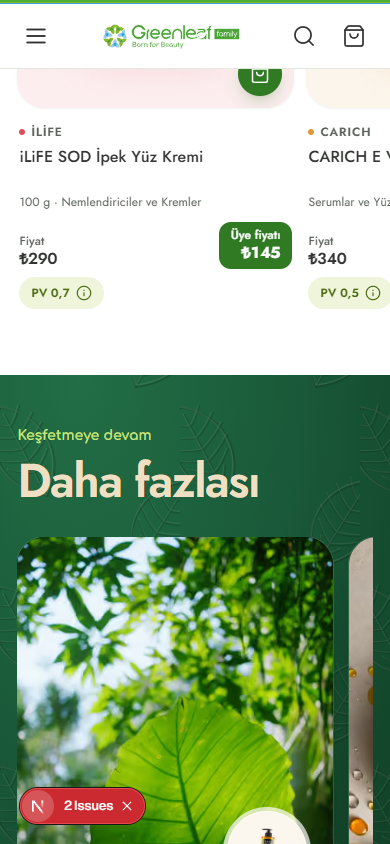 Greenleaf family
Born for Beauty
İLİFE
iLiFE SOD İpek Yüz Kremi
100 g · Nemlendiriciler ve Kremler
Fiyat
₺290
Üye fiyatı
₺145
PV 0,7
CARICH
CARICH E V
Serumlar ve Yüz
Fiyat
₺340
PV 0,5
Keşfetmeye devam
Daha fazlası
N
2 Issues